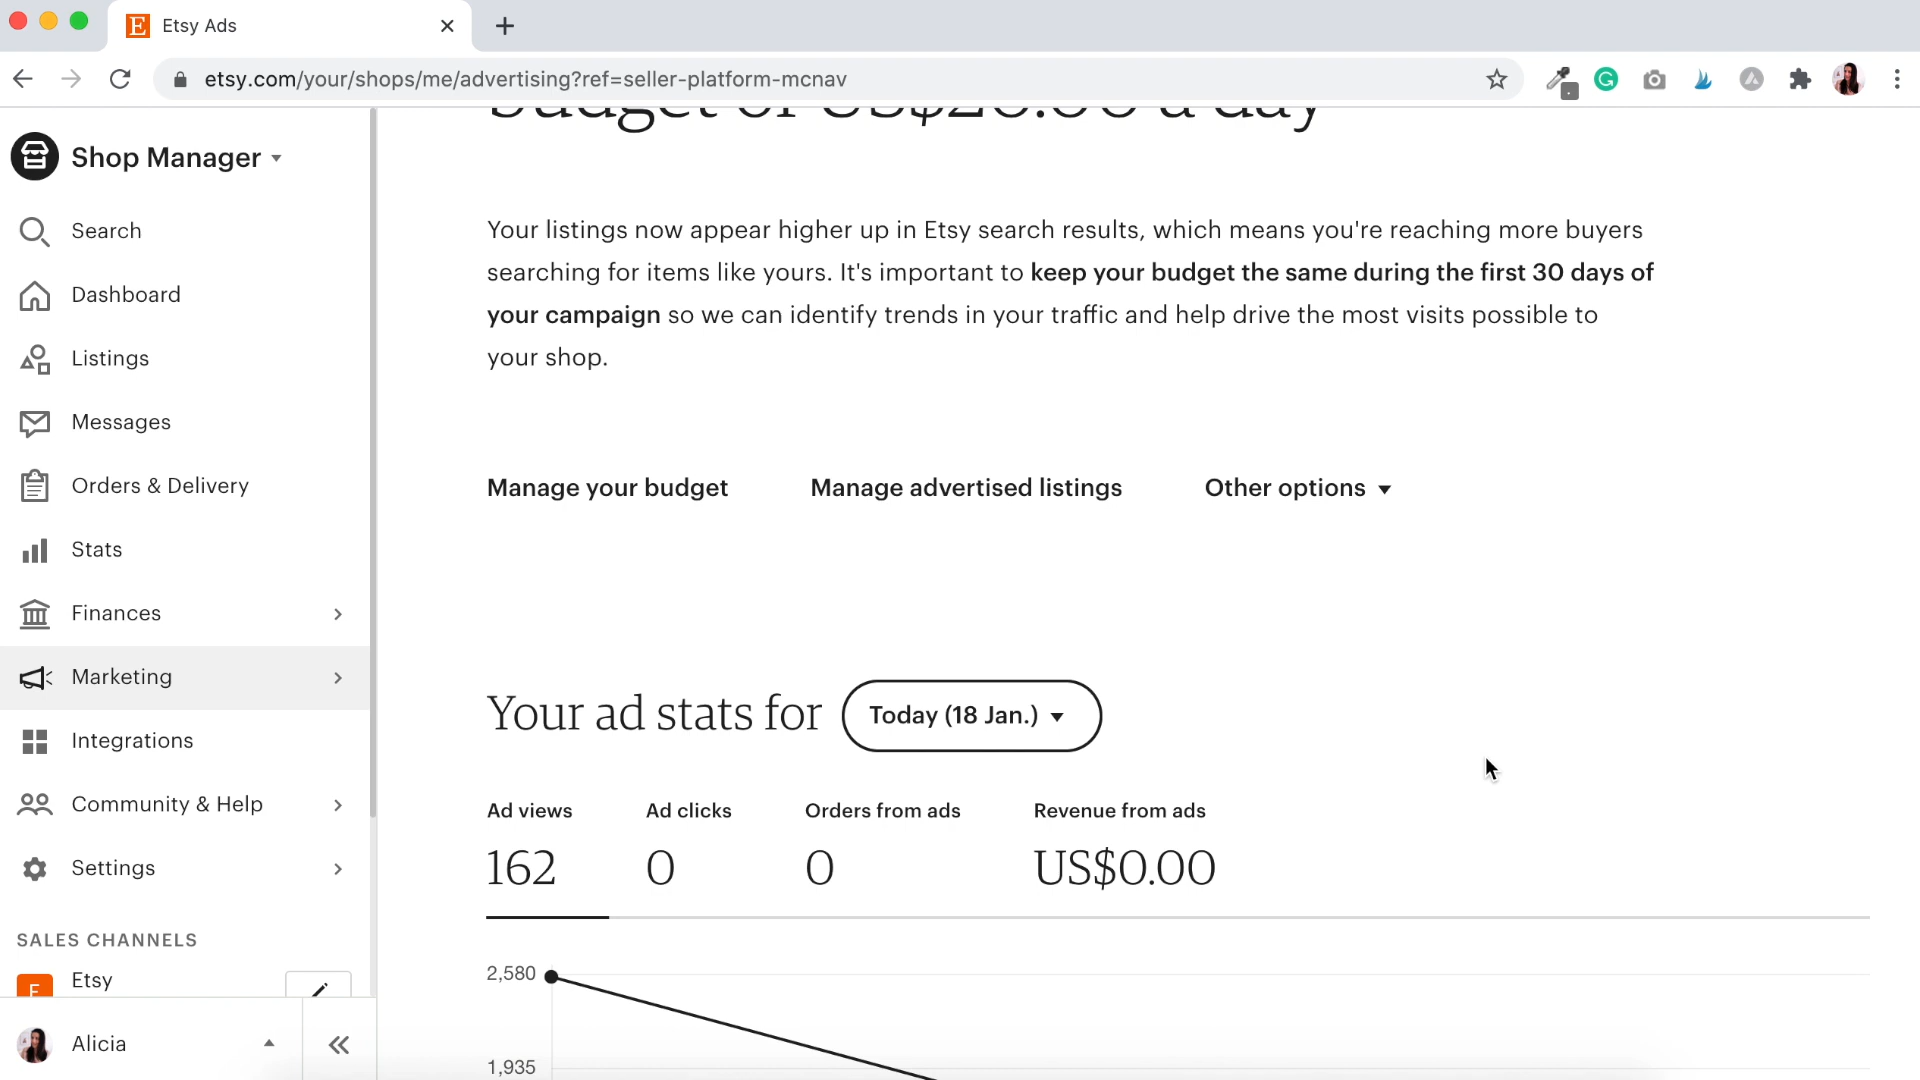 Etsy Ads
etsy.com/your/shops/me/advertising?ref=seller-platform-mcnav
Shop Manager
Search
Dashboard
Listings
Messages
Orders & Delivery
Stats
Finances
Marketing
Integrations
Community & Help
Settings
SALES CHANNELS
E Etsy
Alicia
budget of US$20.00 a day
Your listings now appear higher up in Etsy search results, which means you're reaching more buyers
searching for items like yours. It's important to keep your budget the same during the first 30 days of
your campaign so we can identify trends in your traffic and help drive the most visits possible to
your shop.
Manage your budget Manage advertised listings Other options
Your ad stats for Today (18 Jan.)
Ad views Ad clicks Orders from ads Revenue from ads
162 0 0 US$0.00
2,580
1,935